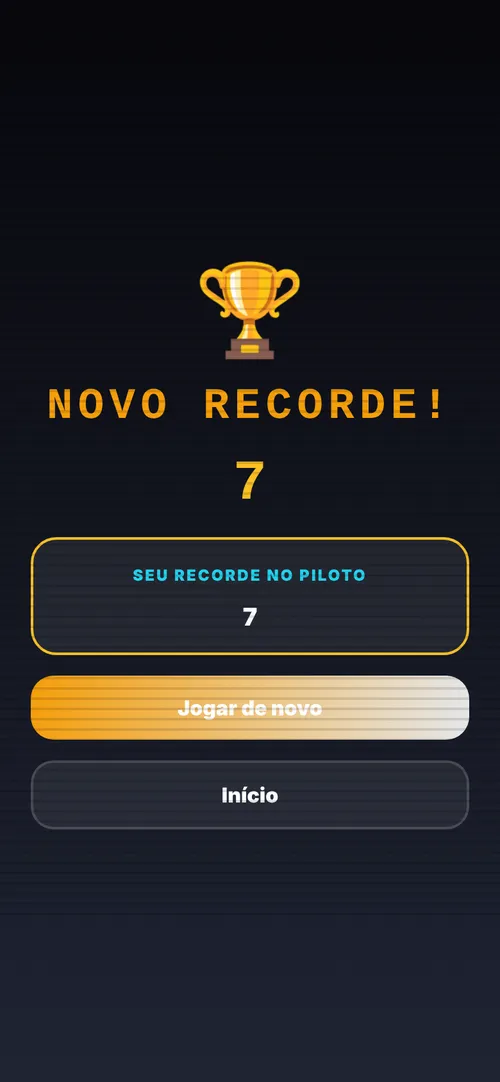 NOVO RECORDE!
7
SEU RECORDE NO PILOTO
7
Jogar de novo
Início